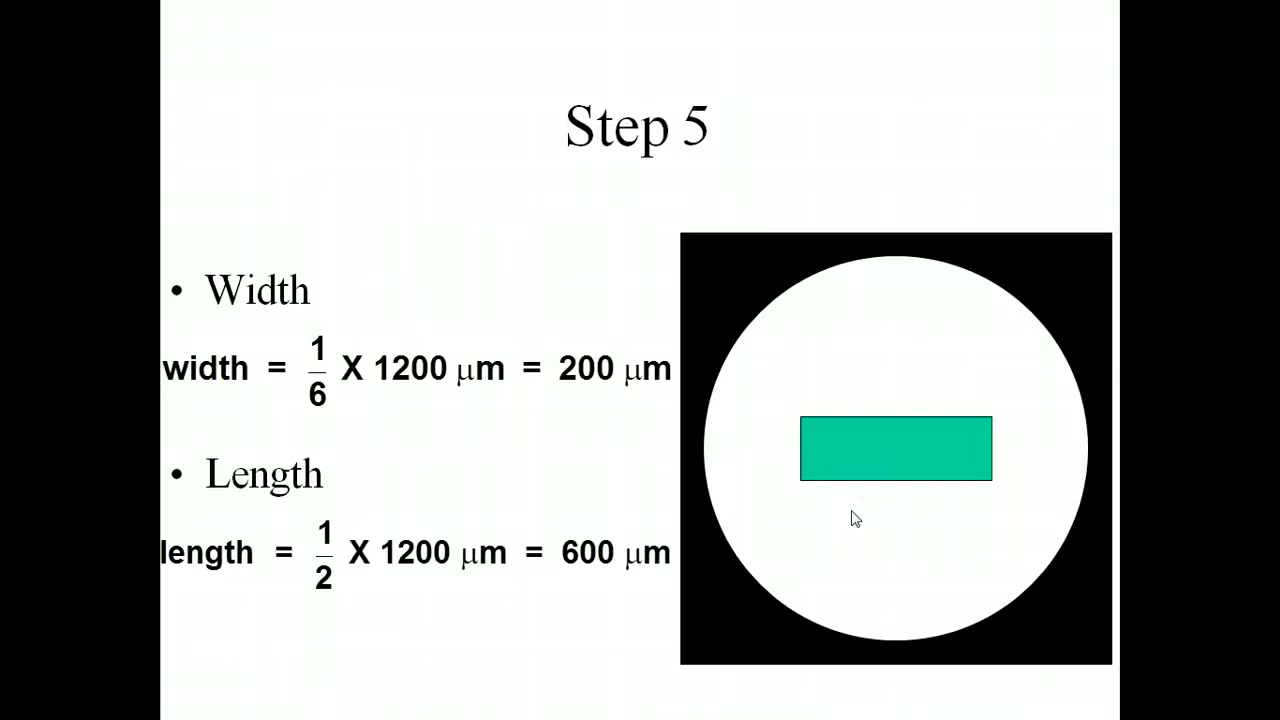 Step 5
• Width
width = 1/6 X 1200 μm = 200 μm
• Length
length = 1/2 X 1200 μm = 600 μm